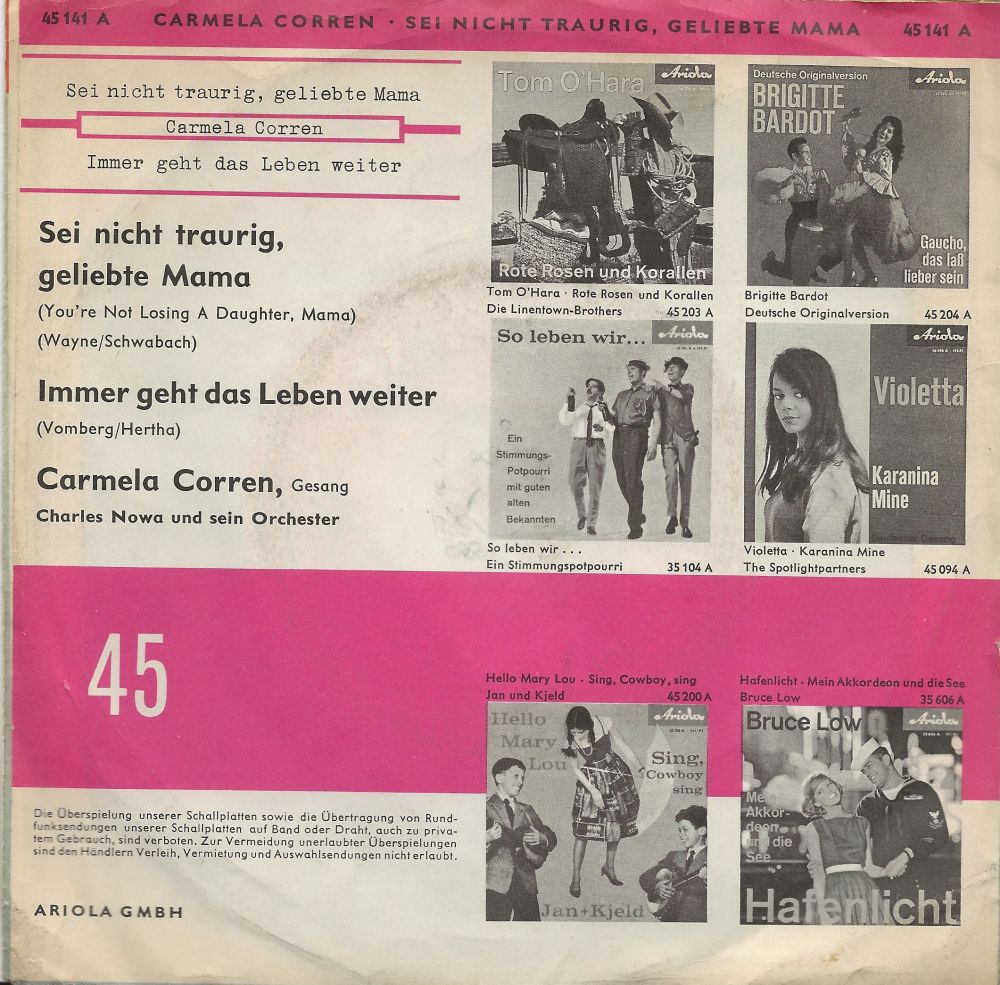 45 141 A CARMELA CORREN · SEI NICHT TRAURIG, GELIEBTE MAMA 45 141 A
Sei nicht traurig, geliebte Mama
Carmela Corren
Immer geht das Leben weiter
Sei nicht traurig,
geliebte Mama
(You're Not Losing A Daughter, Mama)
(Wayne/Schwabach)
Immer geht das Leben weiter
(Vomberg/Hertha)
Carmela Corren, Gesang
Charles Nowa und sein Orchester
Tom O'Hara
Ariola
Rote Rosen und Korallen
Tom O'Hara · Rote Rosen und Korallen
Die Linentown-Brothers 45 203 A
Deutsche Originalversion
Ariola
BRIGITTE
BARDOT
Gaucho,
das laß
lieber sein
Brigitte Bardot
Deutsche Originalversion 45 204 A
So leben wir...
Ariola
Ein
Stimmungs-
Potpourri
mit guten
alten
Bekannten
So leben wir . . .
Ein Stimmungspotpourri 35 104 A
Ariola
Violetta
Karanina
Mine
Violetta · Karanina Mine
The Spotlightpartners 45 094 A
45
Hello Mary Lou · Sing, Cowboy, sing
Jan und Kjeld 45 200 A
Hello
Mary
Lou
Ariola
Sing,
Cowboy
sing
Jan+Kjeld
Hafenlicht · Mein Akkordeon und die See
Bruce Low 35 606 A
Bruce Low
Ariola
Mein
Akkor-
deon
und die
See
Hafenlicht
Die Überspielung unserer Schallplatten sowie die Übertragung von Rund-
funksendungen unserer Schallplatten auf Band oder Draht, auch zu priva-
tem Gebrauch, sind verboten. Zur Vermeidung unerlaubter Überspielungen
sind den Händlern Verleih, Vermietung und Auswahlsendungen nicht erlaubt.
ARIOLA GMBH